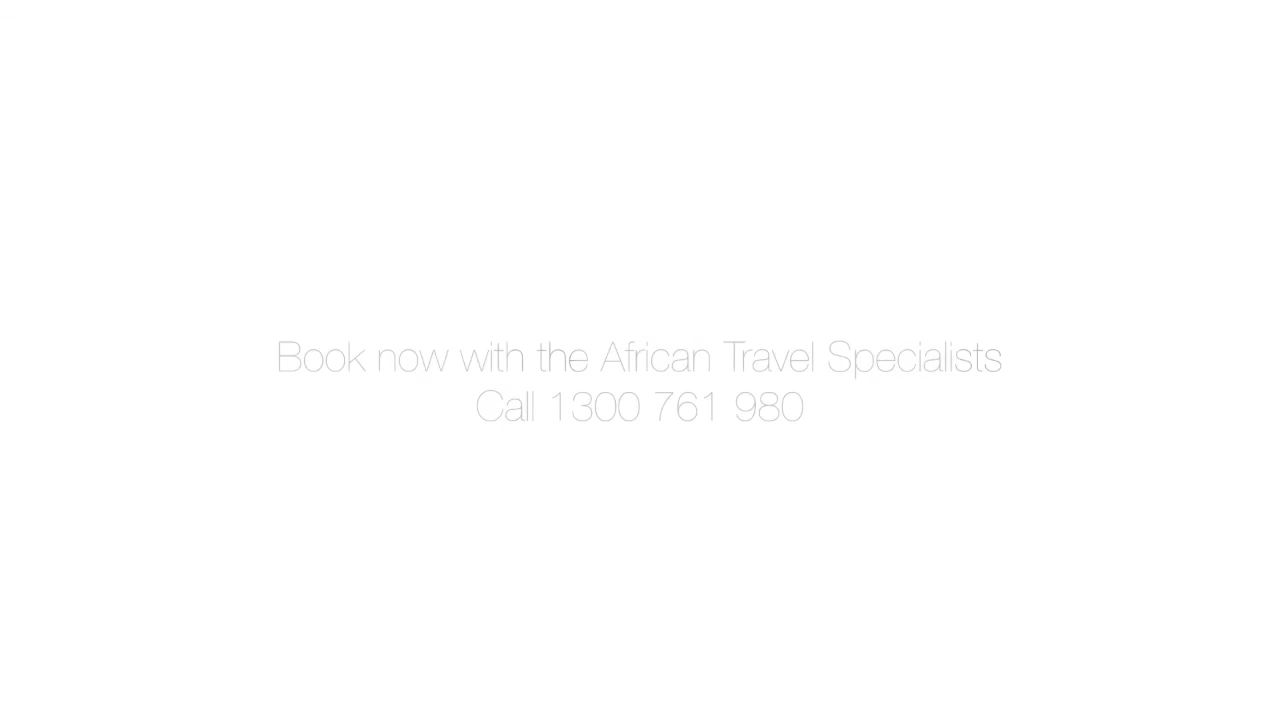 Book now with the African Travel Specialists
Call 1300 761 980